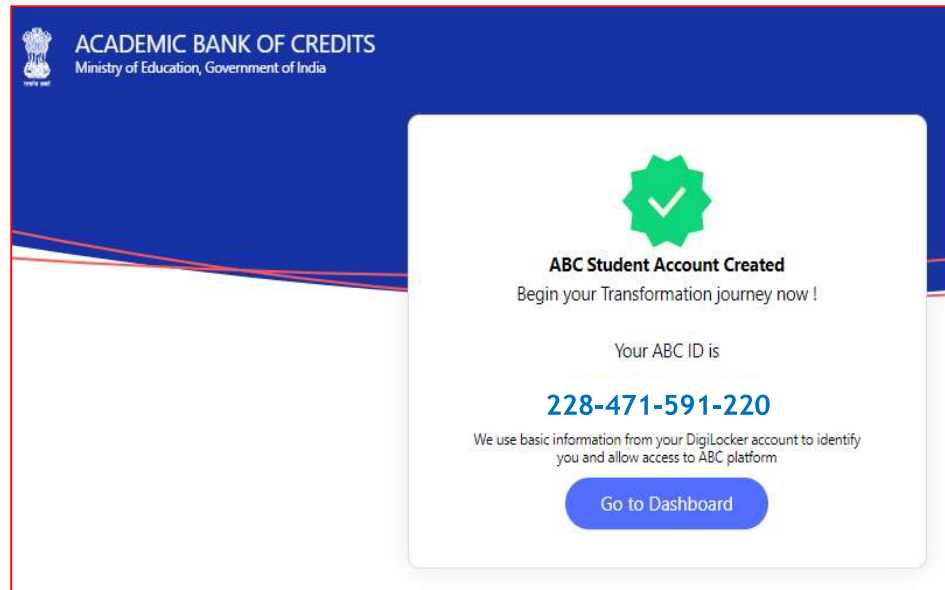 ACADEMIC BANK OF CREDITS
Ministry of Education, Government of India
ABC Student Account Created
Begin your Transformation journey now !
Your ABC ID is
228-471-591-220
We use basic information from your DigiLocker account to identify
you and allow access to ABC platform
Go to Dashboard